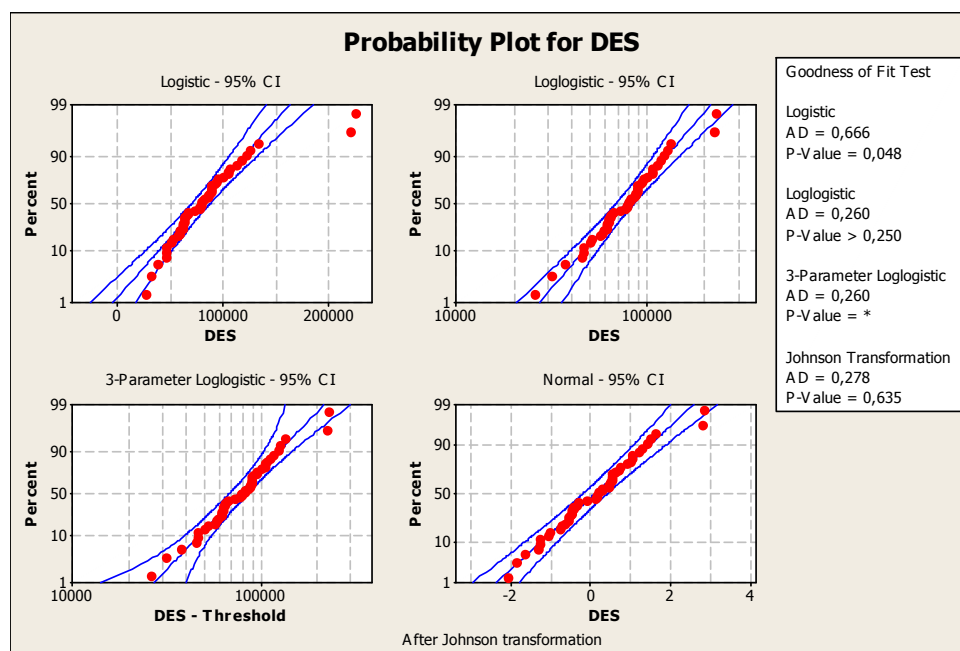 Probability Plot for DES
Logistic - 95% CI
99
90
50
10
1
Percent
0
100000
200000
DES
Loglogistic - 95% CI
99
90
50
10
1
Percent
10000
100000
DES
3-Parameter Loglogistic - 95% CI
99
90
50
10
1
Percent
10000
100000
DES - Threshold
Normal - 95% CI
99
90
50
10
1
Percent
-2
0
2
4
DES
After Johnson transformation
Goodness of Fit Test
Logistic
AD = 0,666
P-Value = 0,048
Loglogistic
AD = 0,260
P-Value > 0,250
3-Parameter Loglogistic
AD = 0,260
P-Value = *
Johnson Transformation
AD = 0,278
P-Value = 0,635